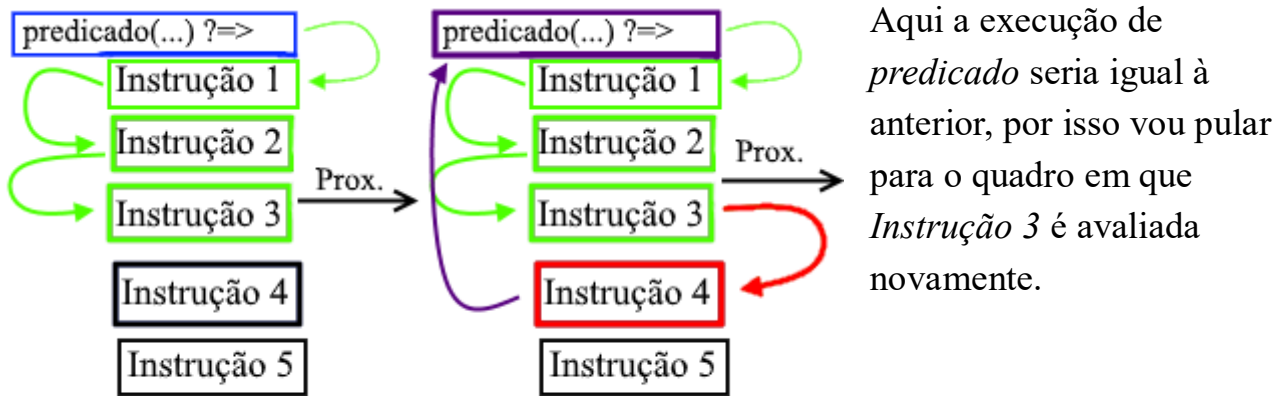 predicado(...) ?=>
Instrução 1
Instrução 2
Instrução 3
Instrução 4
Instrução 5
Prox.
predicado(...) ?=>
Instrução 1
Instrução 2
Instrução 3
Instrução 4
Instrução 5
Prox.
Aqui a execução de
predicado seria igual à
anterior, por isso vou pular
para o quadro em que
Instrução 3 é avaliada
novamente.